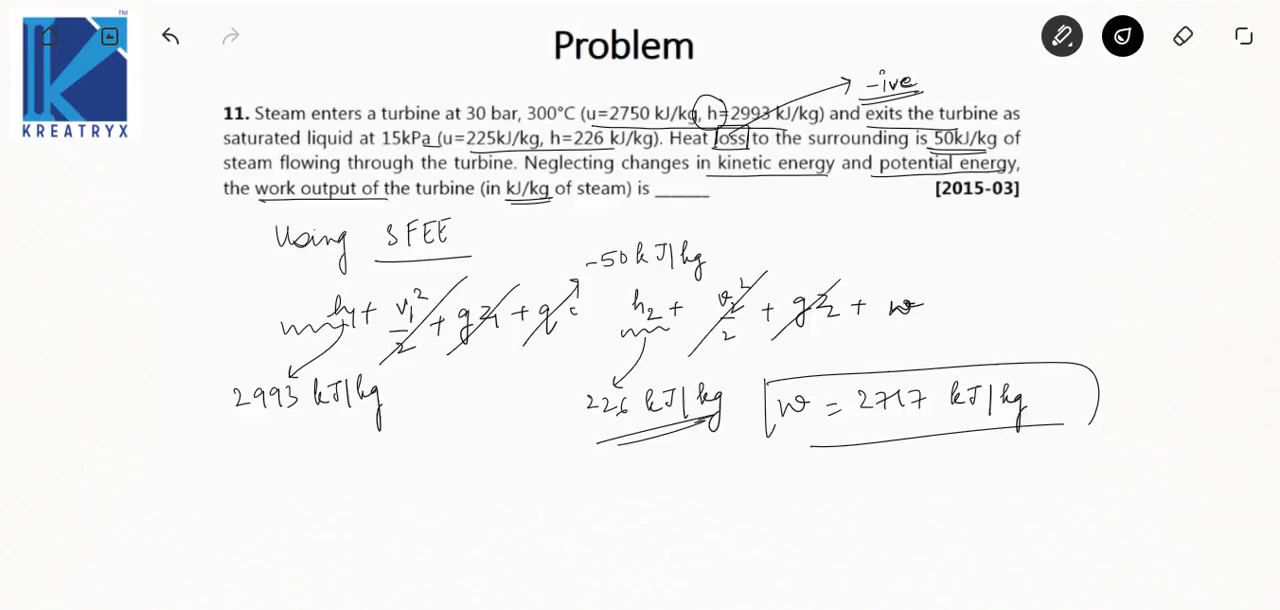 TM
KREATRYX
Problem
-ive
11. Steam enters a turbine at 30 bar, 300°C (u=2750 kJ/kg, h=2993 kJ/kg) and exits the turbine as
saturated liquid at 15kPa (u=225kJ/kg, h=226 kJ/kg). Heat loss to the surrounding is 50kJ/kg of
steam flowing through the turbine. Neglecting changes in kinetic energy and potential energy,
the work output of the turbine (in kJ/kg of steam) is ______ [2015-03]
Using SFEE
-50 kJ/kg
h1 + v1²/2 + gz1 + q = h2 + v2²/2 + gz2 + w
2993 kJ/kg 226 kJ/kg w = 2717 kJ/kg